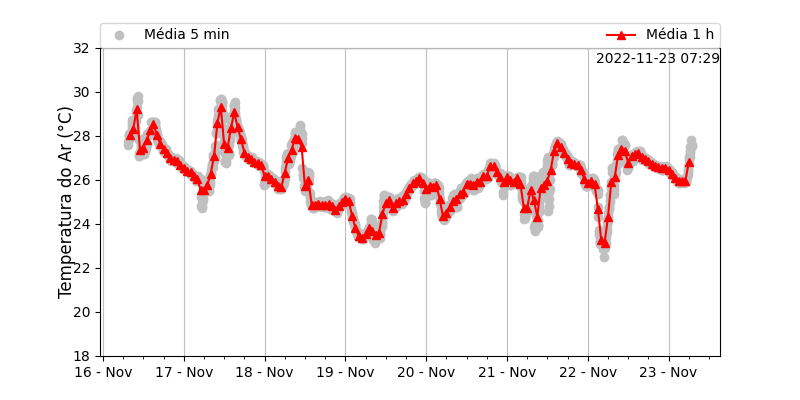 Média 5 min
Média 1 h
2022-11-23 07:29
Temperatura do Ar (°C)
32
30
28
26
24
22
20
18
16 - Nov
17 - Nov
18 - Nov
19 - Nov
20 - Nov
21 - Nov
22 - Nov
23 - Nov